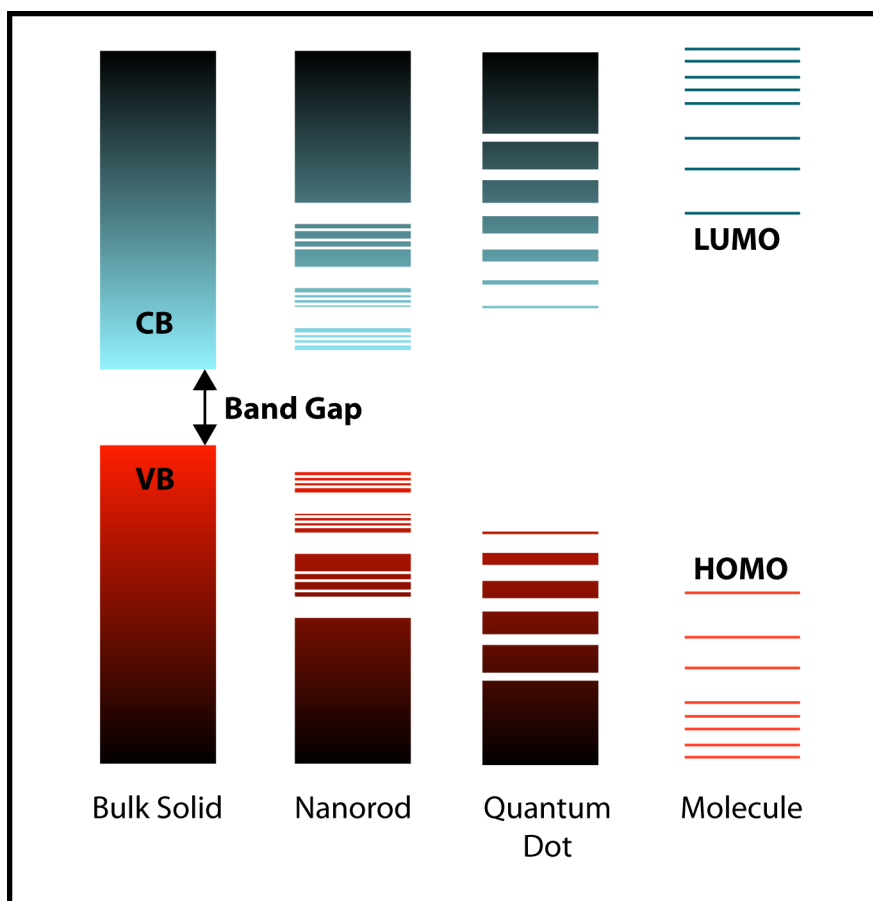 LUMO
CB
Band Gap
VB
HOMO
Bulk Solid
Nanorod
Quantum
Dot
Molecule